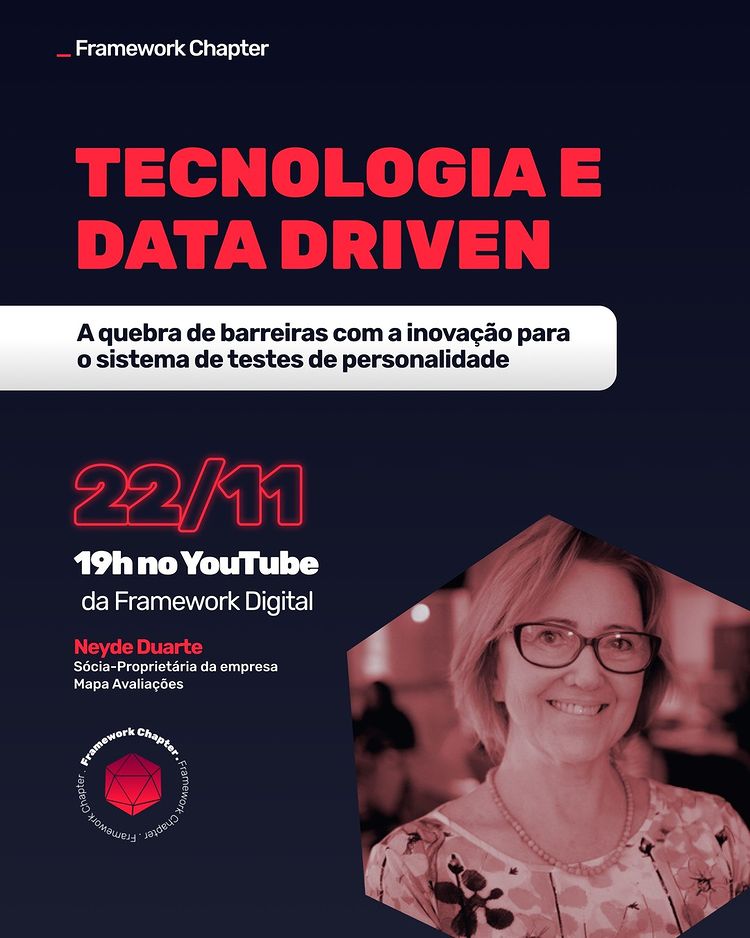 _ Framework Chapter
TECNOLOGIA E
DATA DRIVEN
A quebra de barreiras com a inovação para
o sistema de testes de personalidade
22/11
19h no YouTube
da Framework Digital
Neyde Duarte
Sócia-Proprietária da empresa
Mapa Avaliações
Framework Chapter . Framework Chapter . Framework Chapter .